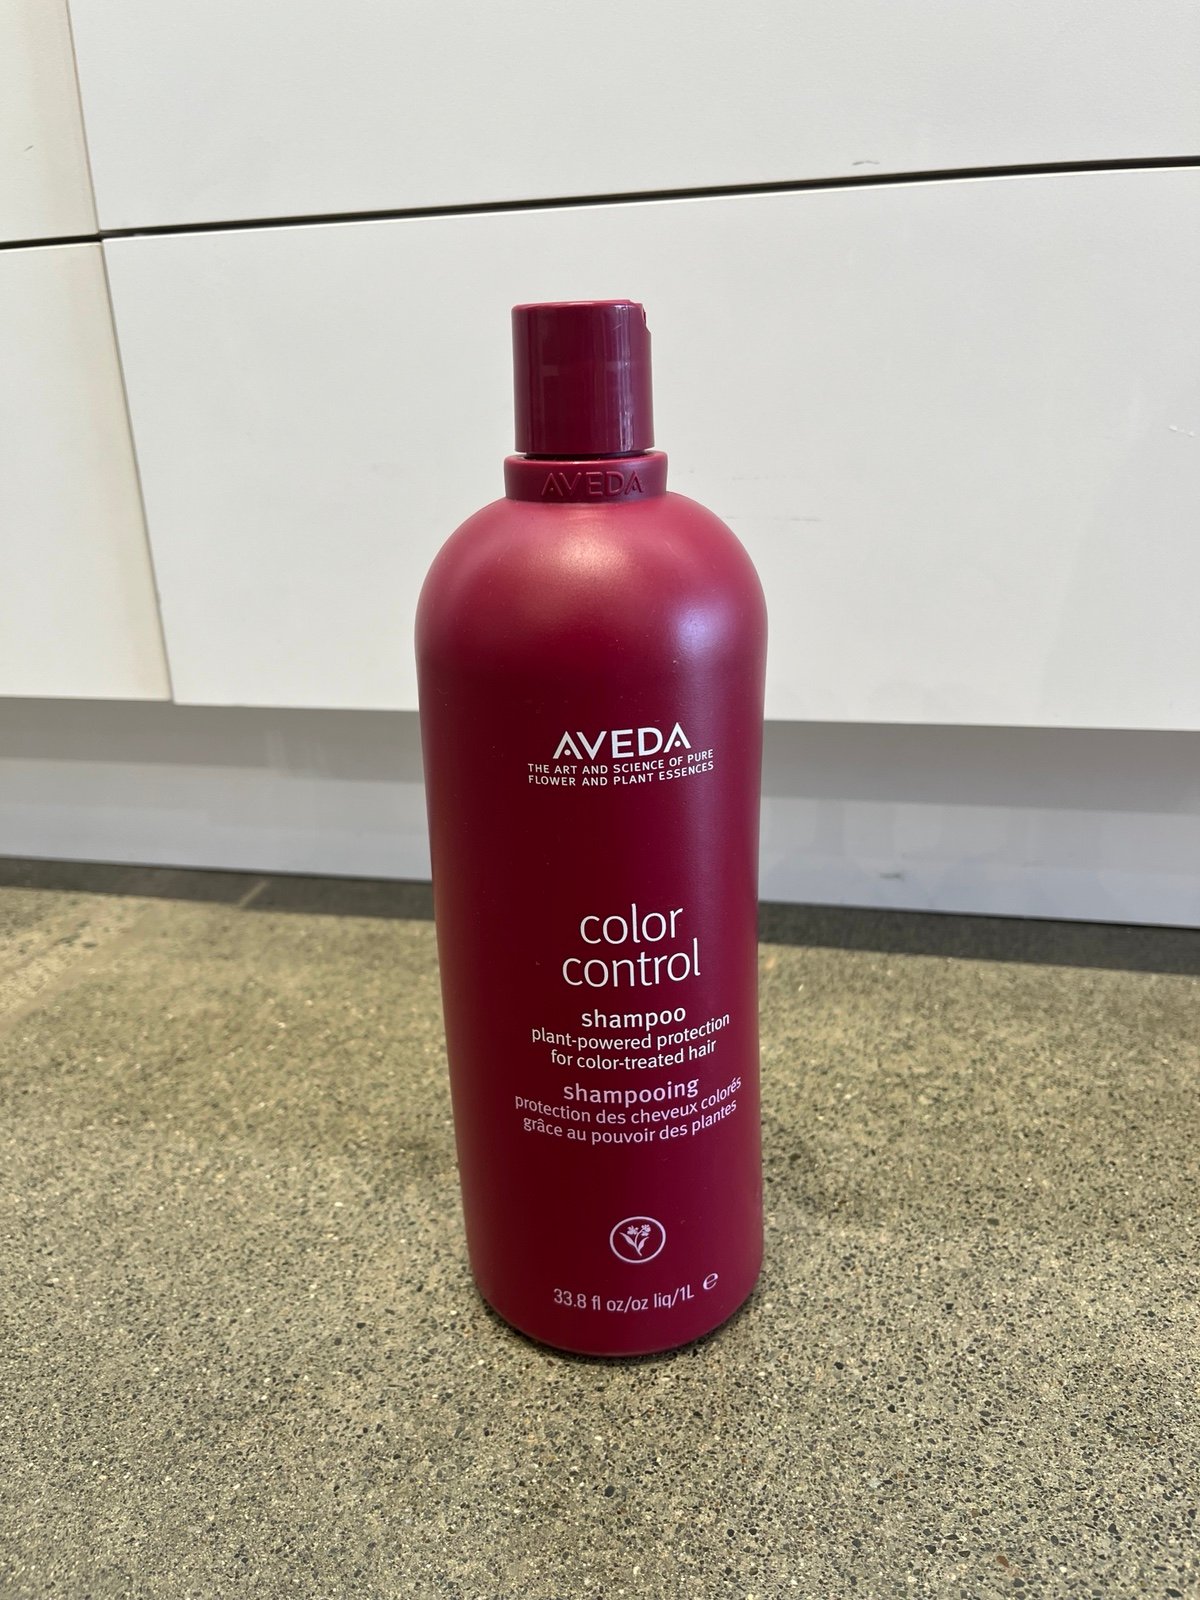 AVEDA
AVEDA
THE ART AND SCIENCE OF PURE
FLOWER AND PLANT ESSENCES
color
control
shampoo
plant-powered protection
for color-treated hair
shampooing
protection des cheveux colorés
grâce au pouvoir des plantes
33.8 fl oz/oz liq/1L ℮